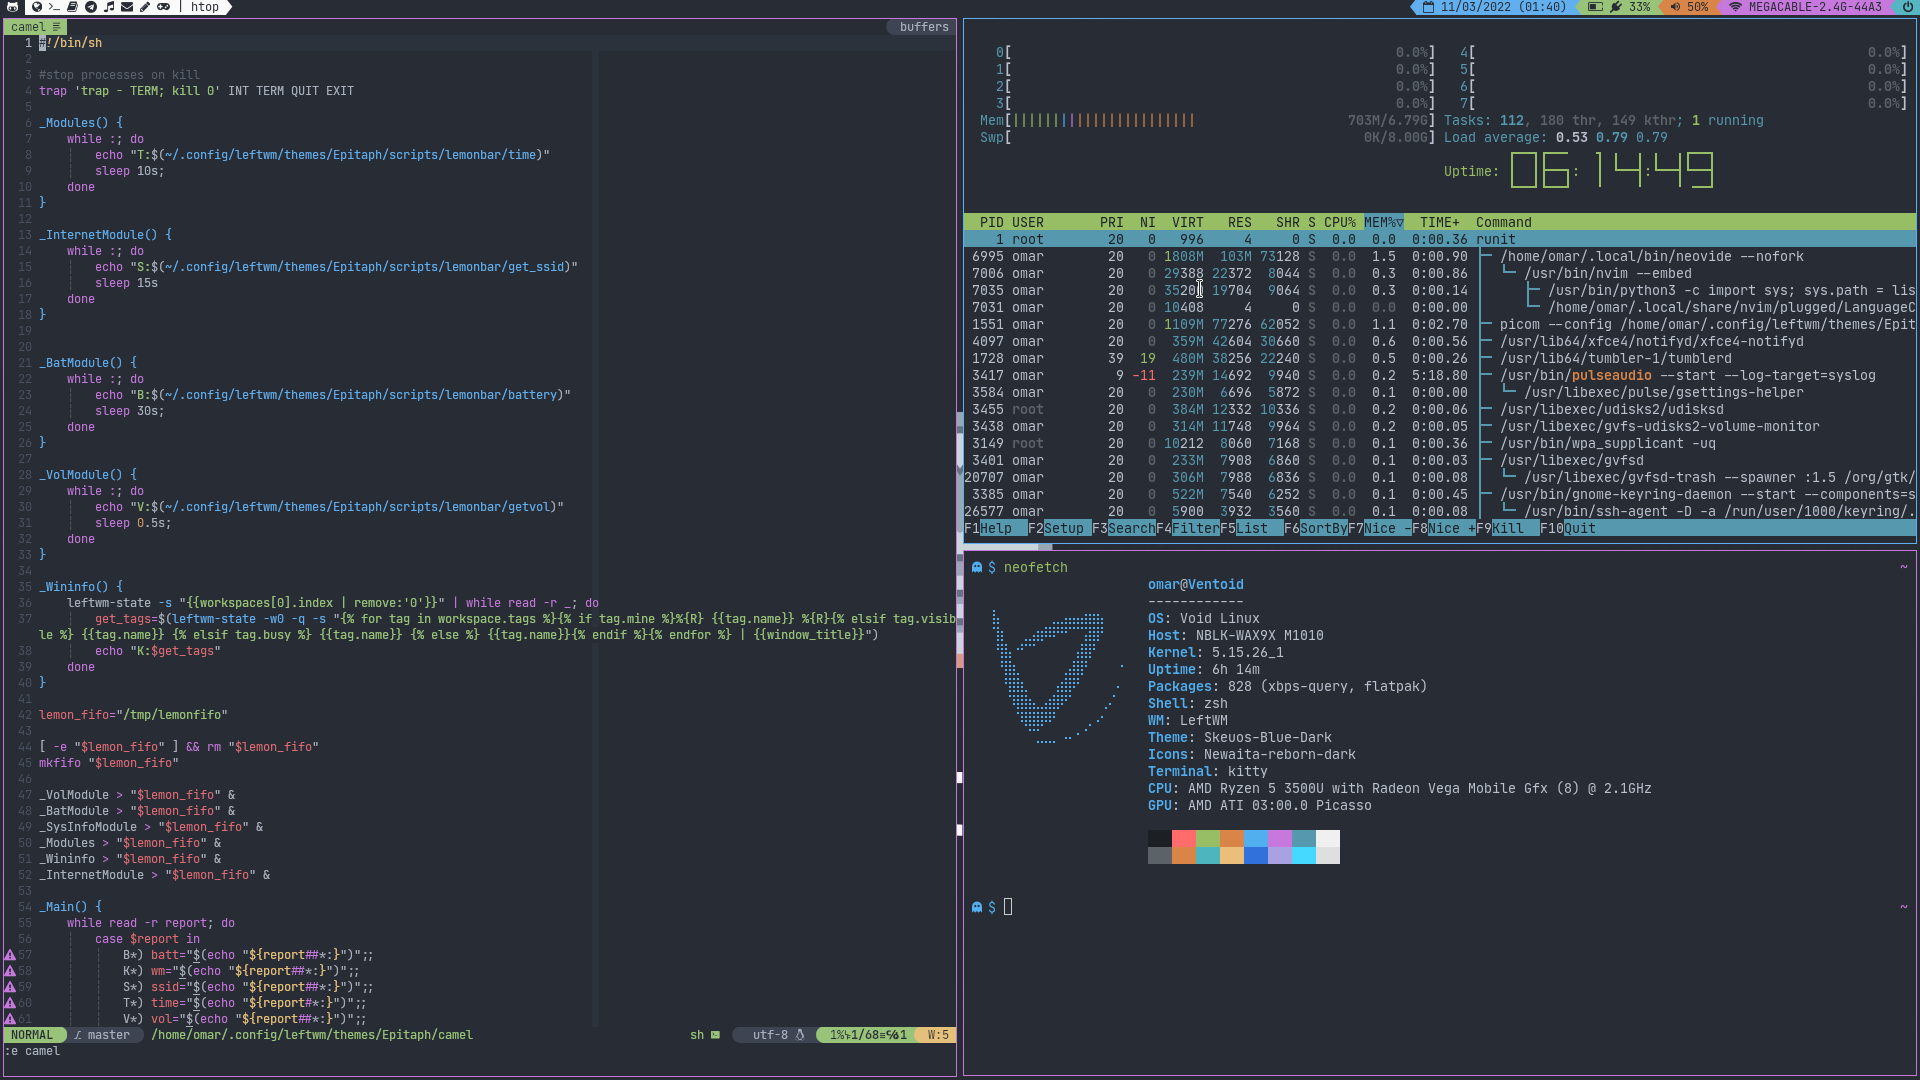 | htop
11/03/2022 (01:40) 33% 50% MEGACABLE-2.4G-44A3
camel
buffers
1 #!/bin/sh
2
3 #stop processes on kill
4 trap 'trap - TERM; kill 0' INT TERM QUIT EXIT
5
6 _Modules() {
7 while :; do
8 echo "T:$(~/.config/leftwm/themes/Epitaph/scripts/lemonbar/time)"
9 sleep 10s;
10 done
11 }
12
13 _InternetModule() {
14 while :; do
15 echo "S:$(~/.config/leftwm/themes/Epitaph/scripts/lemonbar/get_ssid)"
16 sleep 15s
17 done
18 }
19
20
21 _BatModule() {
22 while :; do
23 echo "B:$(~/.config/leftwm/themes/Epitaph/scripts/lemonbar/battery)"
24 sleep 30s;
25 done
26 }
27
28 _VolModule() {
29 while :; do
30 echo "V:$(~/.config/leftwm/themes/Epitaph/scripts/lemonbar/getvol)"
31 sleep 0.5s;
32 done
33 }
34
35 _Wininfo() {
36 leftwm-state -s "{{workspaces[0].index | remove:'0'}}" | while read -r _; do
37 get_tags=$(leftwm-state -w0 -q -s "{% for tag in workspace.tags %}{% if tag.mine %}%{R} {{tag.name}} %{R}{% elsif tag.visib
le %} {{tag.name}} {% elsif tag.busy %} {{tag.name}} {% else %} {{tag.name}}{% endif %}{% endfor %} | {{window_title}}")
38 echo "K:$get_tags"
39 done
40 }
41
42 lemon_fifo="/tmp/lemonfifo"
43
44 [ -e "$lemon_fifo" ] && rm "$lemon_fifo"
45 mkfifo "$lemon_fifo"
46
47 _VolModule > "$lemon_fifo" &
48 _BatModule > "$lemon_fifo" &
49 _SysInfoModule > "$lemon_fifo" &
50 _Modules > "$lemon_fifo" &
51 _Wininfo > "$lemon_fifo" &
52 _InternetModule > "$lemon_fifo" &
53
54 _Main() {
55 while read -r report; do
56 case $report in
57 B*) batt="$(echo "${report##*:}")";;
58 K*) wm="$(echo "${report##*:}")";;
59 S*) ssid="$(echo "${report##*:}")";;
60 T*) time="$(echo "${report#*:}")";;
61 V*) vol="$(echo "${report##*:}")";;
NORMAL master /home/omar/.config/leftwm/themes/Epitaph/camel sh utf-8 1% 1/68 1 W:5
:e camel
0[ 0.0%] 4[ 0.0%]
1[ 0.0%] 5[ 0.0%]
2[ 0.0%] 6[ 0.0%]
3[ 0.0%] 7[ 0.0%]
Mem[||||||||||||||||||||||| 703M/6.79G] Tasks: 112, 180 thr, 149 kthr; 1 running
Swp[ 0K/8.00G] Load average: 0.53 0.79 0.79
Uptime: 06:14:49
PID USER PRI NI VIRT RES SHR S CPU% MEM%▽ TIME+ Command
1 root 20 0 996 4 0 S 0.0 0.0 0:00.36 runit
6995 omar 20 0 1808M 103M 73128 S 0.0 1.5 0:00.90 /home/omar/.local/bin/neovide --nofork
7006 omar 20 0 29388 22372 8044 S 0.0 0.3 0:00.86 /usr/bin/nvim --embed
7035 omar 20 0 19704 9064 S 0.0 0.3 0:00.14 /usr/bin/python3 -c import sys; sys.path = lis
7031 omar 20 0 10408 4 0 S 0.0 0.0 0:00.00 /home/omar/.local/share/nvim/plugged/LanguageC
1551 omar 20 0 1109M 77276 62052 S 0.0 1.1 0:02.70 picom --config /home/omar/.config/leftwm/themes/Epit
4097 omar 20 0 359M 42604 30660 S 0.0 0.6 0:00.56 /usr/lib64/xfce4/notifyd/xfce4-notifyd
1728 omar 39 19 480M 38256 22240 S 0.0 0.5 0:00.26 /usr/lib64/tumbler-1/tumblerd
3417 omar 9 -11 239M 14692 9940 S 0.0 0.2 5:18.80 /usr/bin/pulseaudio --start --log-target=syslog
3584 omar 20 0 230M 6696 5872 S 0.0 0.1 0:00.00 /usr/libexec/pulse/gsettings-helper
3455 root 20 0 384M 12332 10336 S 0.0 0.2 0:00.06 /usr/libexec/udisks2/udisksd
3438 omar 20 0 314M 11748 9964 S 0.0 0.2 0:00.05 /usr/libexec/gvfs-udisks2-volume-monitor
3149 root 20 0 10212 8060 7168 S 0.0 0.1 0:00.36 /usr/bin/wpa_supplicant -uq
3401 omar 20 0 233M 7908 6860 S 0.0 0.1 0:00.03 /usr/libexec/gvfsd
20707 omar 20 0 306M 7988 6836 S 0.0 0.1 0:00.08 /usr/libexec/gvfsd-trash --spawner :1.5 /org/gtk/
3385 omar 20 0 522M 7540 6252 S 0.0 0.1 0:00.45 /usr/bin/gnome-keyring-daemon --start --components=s
26577 omar 20 0 5900 3932 3560 S 0.0 0.1 0:00.08 /usr/bin/ssh-agent -D -a /run/user/1000/keyring/.
F1Help F2Setup F3SearchF4FilterF5List F6SortByF7Nice -F8Nice +F9Kill F10Quit
$ neofetch ~
omar@Ventoid
------------
OS: Void Linux
Host: NBLK-WAX9X M1010
Kernel: 5.15.26_1
Uptime: 6h 14m
Packages: 828 (xbps-query, flatpak)
Shell: zsh
WM: LeftWM
Theme: Skeuos-Blue-Dark
Icons: Newaita-reborn-dark
Terminal: kitty
CPU: AMD Ryzen 5 3500U with Radeon Vega Mobile Gfx (8) @ 2.1GHz
GPU: AMD ATI 03:00.0 Picasso
$ ~